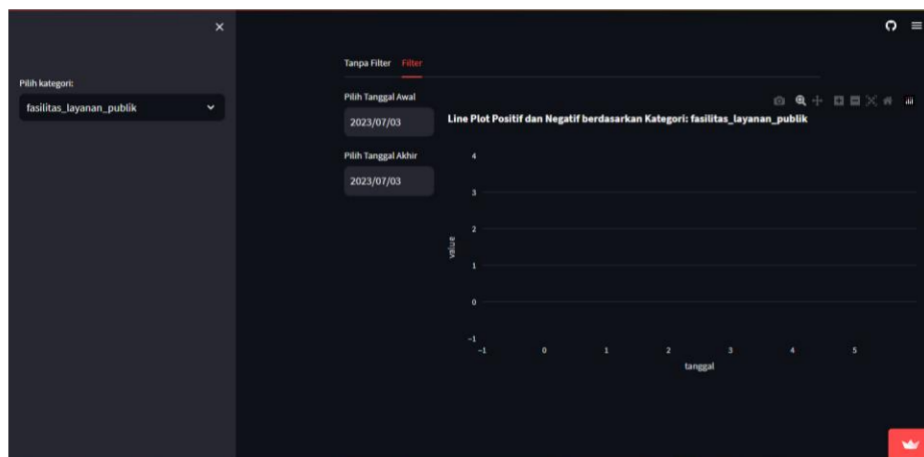 ×
Pilih kategori:
fasilitas_layanan_publik
Tanpa Filter Filter
Pilih Tanggal Awal
2023/07/03
Pilih Tanggal Akhir
2023/07/03
Line Plot Positif dan Negatif berdasarkan Kategori: fasilitas_layanan_publik
4
3
2
1
0
−1
value
−1 0 1 2 3 4 5
tanggal